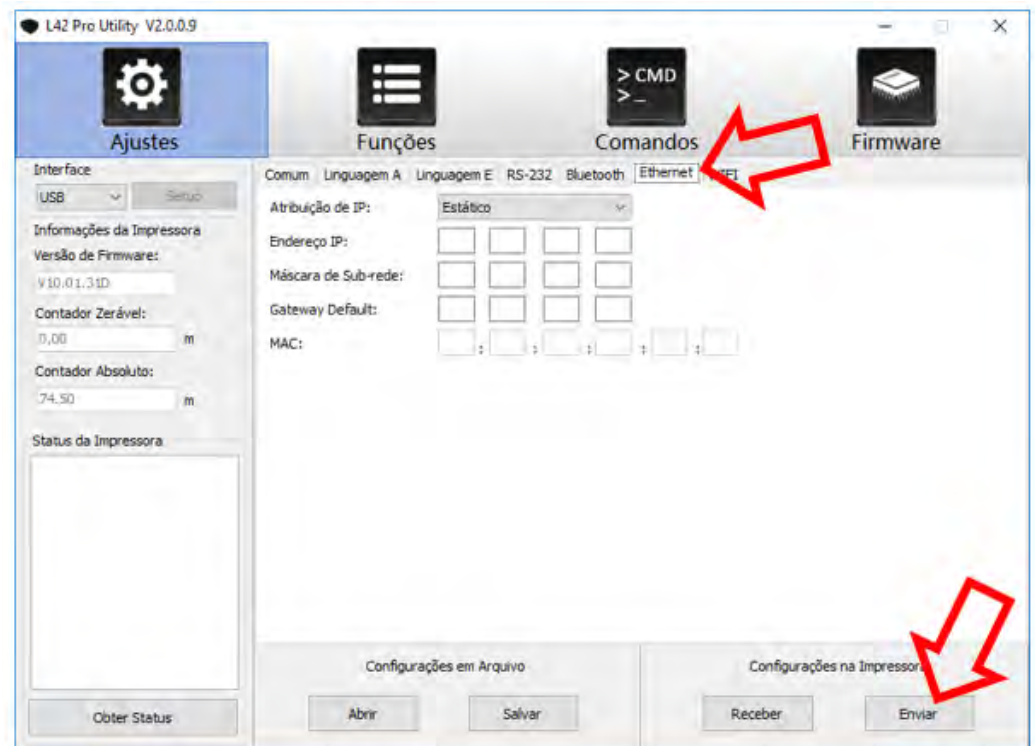 L42 Pro Utility V2.0.0.9
> CMD
>_
Ajustes Funções Comandos Firmware
Interface
USB Setup
Informações da Impressora
Versão de Firmware:
V10.01.31D
Contador Zerável:
0,00 m
Contador Absoluto:
74.50 m
Status da Impressora
Obter Status
Comum Linguagem A Linguagem E RS-232 Bluetooth Ethernet
Atribuição de IP: Estático
Endereço IP:
Máscara de Sub-rede:
Gateway Default:
MAC: : : : : :
Configurações em Arquivo
Abrir Salvar
Configurações na Impressora
Receber Enviar